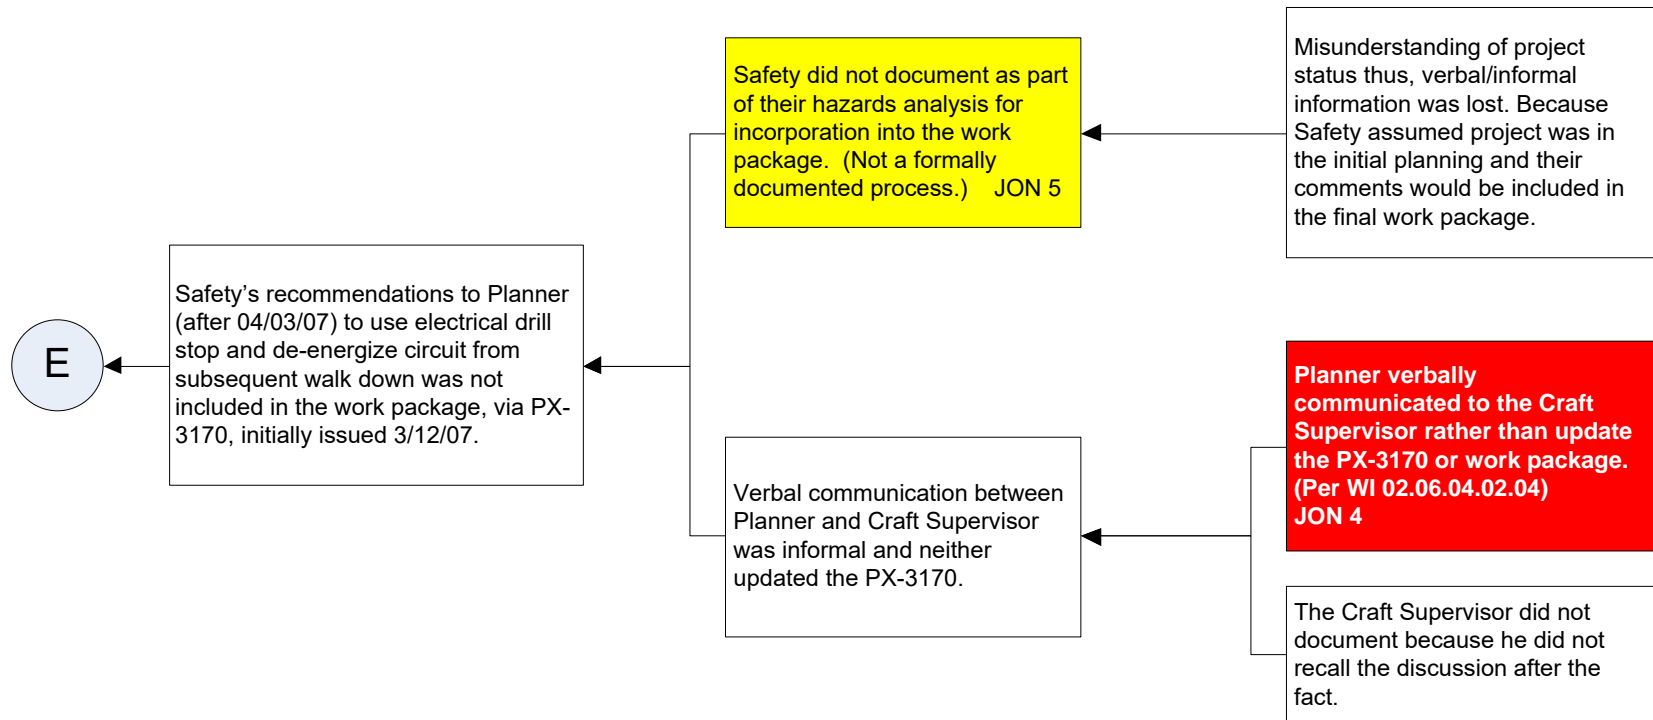 E
Safety’s recommendations to Planner
(after 04/03/07) to use electrical drill
stop and de-energize circuit from
subsequent walk down was not
included in the work package, via PX-
3170, initially issued 3/12/07.
Safety did not document as part
of their hazards analysis for
incorporation into the work
package.  (Not a formally
documented process.)    JON 5
Verbal communication between
Planner and Craft Supervisor
was informal and neither
updated the PX-3170.
Misunderstanding of project
status thus, verbal/informal
information was lost. Because
Safety assumed project was in
the initial planning and their
comments would be included in
the final work package.
Planner verbally
communicated to the Craft
Supervisor rather than update
the PX-3170 or work package.
(Per WI 02.06.04.02.04)
JON 4
The Craft Supervisor did not
document because he did not
recall the discussion after the
fact.